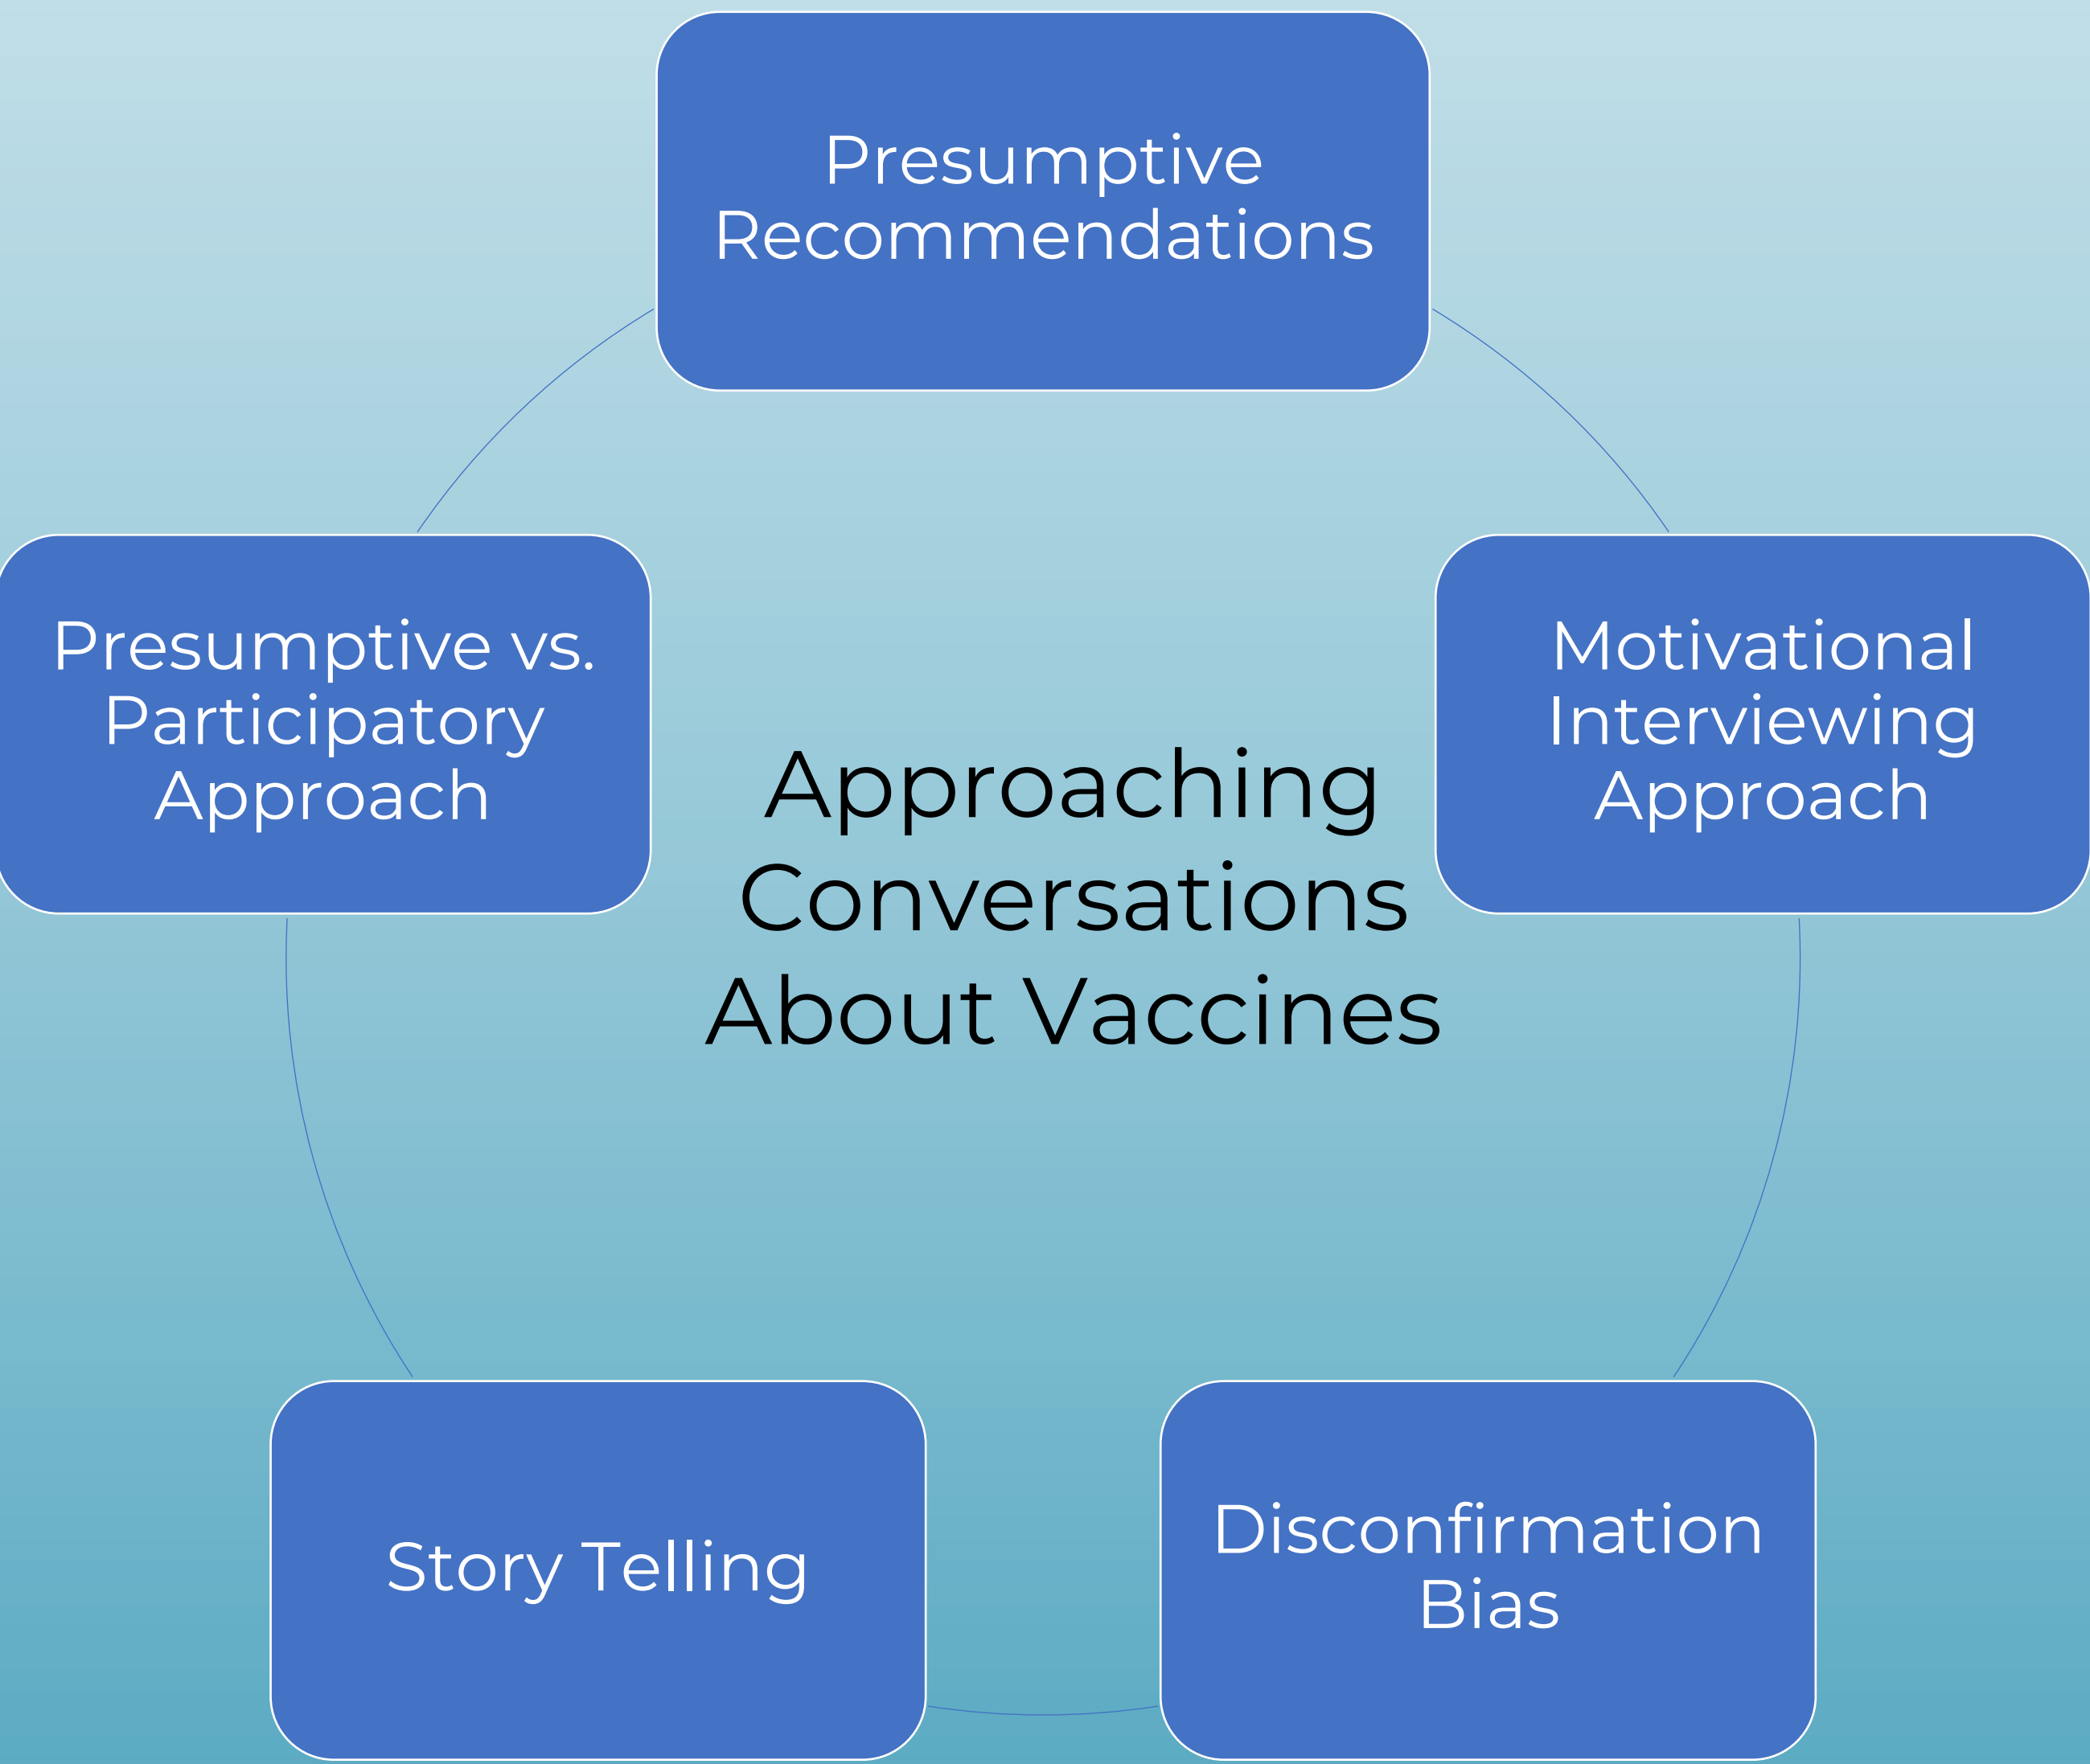 Presumptive
Recommendations
Presumptive vs.
Participatory
Approach
Motivational
Interviewing
Approach
Approaching
Conversations
About Vaccines
Story Telling
Disconfirmation
Bias